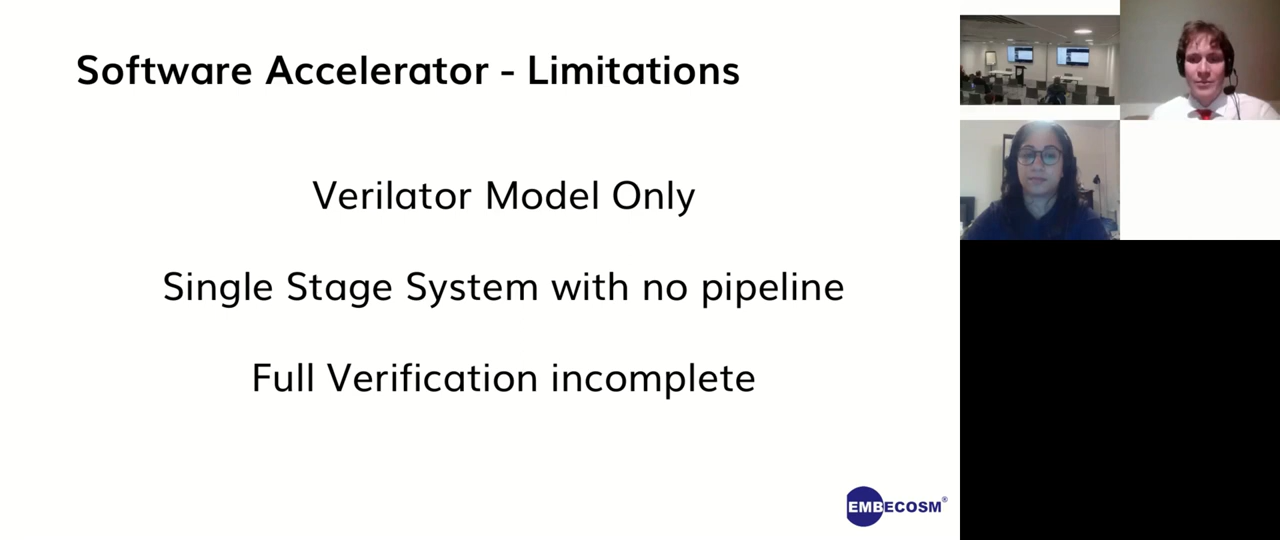 Software Accelerator - Limitations
Verilator Model Only
Single Stage System with no pipeline
Full Verification incomplete
EMBECOSM®